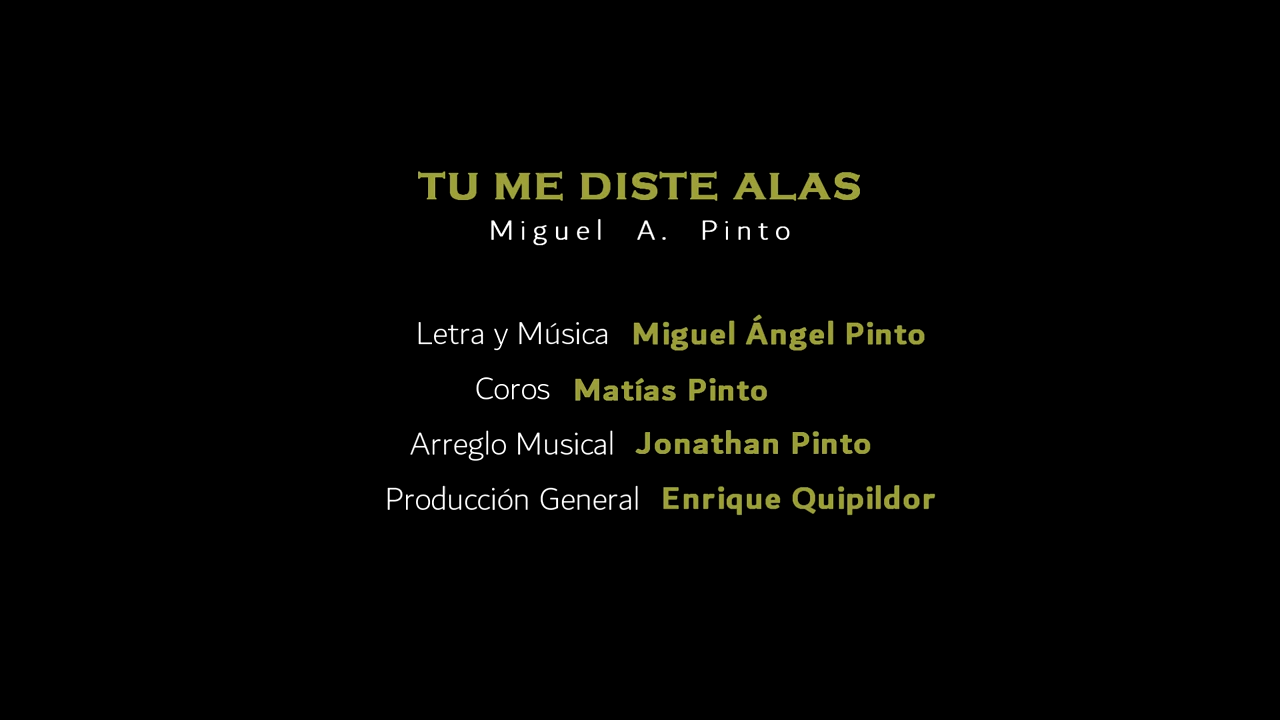 TU ME DISTE ALAS
Miguel A. Pinto
Letra y Música Miguel Ángel Pinto
Coros Matías Pinto
Arreglo Musical Jonathan Pinto
Producción General Enrique Quipildor